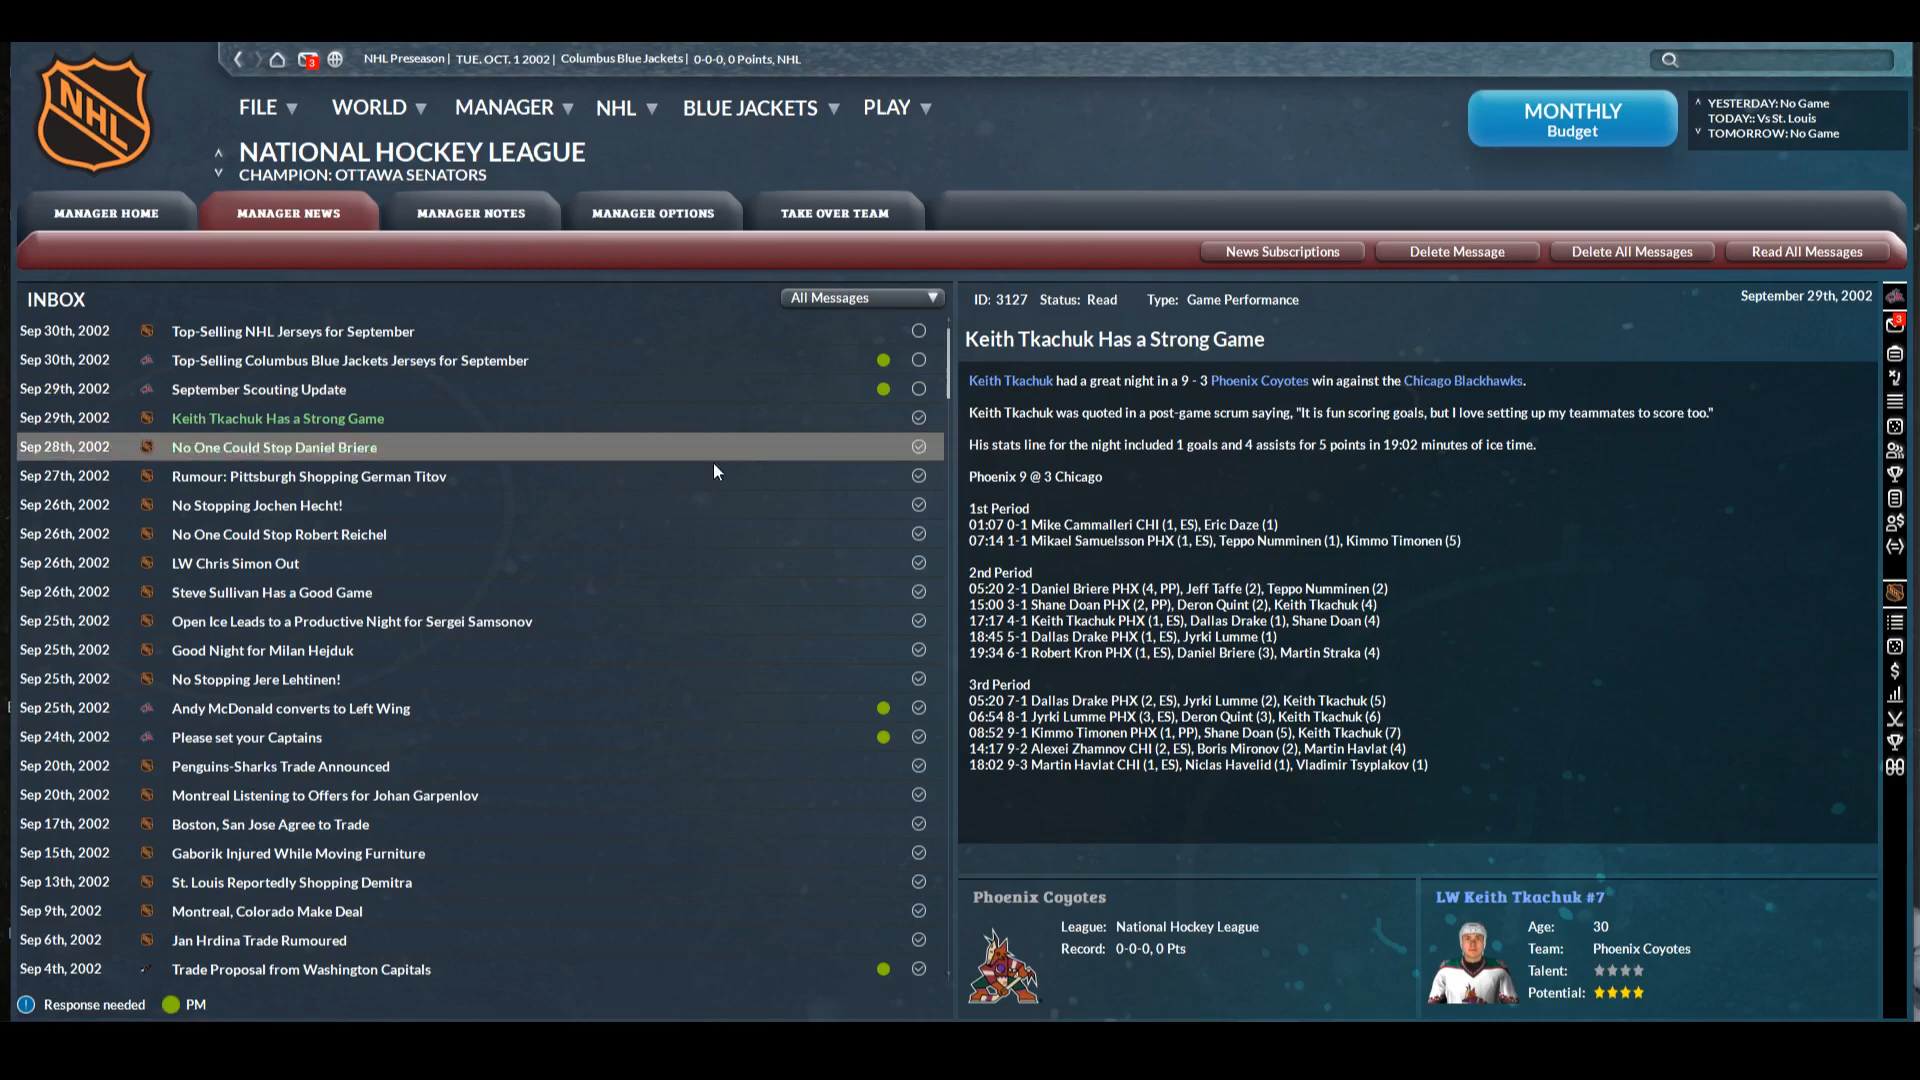 NHL
3
NHL Preseason | TUE. OCT. 1 2002 | Columbus Blue Jackets | 0-0-0, 0 Points, NHL
FILE
WORLD
MANAGER
NHL
BLUE JACKETS
PLAY
MONTHLY
Budget
YESTERDAY: No Game
TODAY:: Vs St. Louis
TOMORROW: No Game
NATIONAL HOCKEY LEAGUE
CHAMPION: OTTAWA SENATORS
MANAGER HOME
MANAGER NEWS
MANAGER NOTES
MANAGER OPTIONS
TAKE OVER TEAM
News Subscriptions
Delete Message
Delete All Messages
Read All Messages
INBOX
All Messages
Sep 30th, 2002 Top-Selling NHL Jerseys for September
Sep 30th, 2002 Top-Selling Columbus Blue Jackets Jerseys for September
Sep 29th, 2002 September Scouting Update
Sep 29th, 2002 Keith Tkachuk Has a Strong Game
Sep 28th, 2002 No One Could Stop Daniel Briere
Sep 27th, 2002 Rumour: Pittsburgh Shopping German Titov
Sep 26th, 2002 No Stopping Jochen Hecht!
Sep 26th, 2002 No One Could Stop Robert Reichel
Sep 26th, 2002 LW Chris Simon Out
Sep 26th, 2002 Steve Sullivan Has a Good Game
Sep 25th, 2002 Open Ice Leads to a Productive Night for Sergei Samsonov
Sep 25th, 2002 Good Night for Milan Hejduk
Sep 25th, 2002 No Stopping Jere Lehtinen!
Sep 25th, 2002 Andy McDonald converts to Left Wing
Sep 24th, 2002 Please set your Captains
Sep 20th, 2002 Penguins-Sharks Trade Announced
Sep 20th, 2002 Montreal Listening to Offers for Johan Garpenlov
Sep 17th, 2002 Boston, San Jose Agree to Trade
Sep 15th, 2002 Gaborik Injured While Moving Furniture
Sep 13th, 2002 St. Louis Reportedly Shopping Demitra
Sep 9th, 2002 Montreal, Colorado Make Deal
Sep 6th, 2002 Jan Hrdina Trade Rumoured
Sep 4th, 2002 Trade Proposal from Washington Capitals
Response needed
PM
ID: 3127 Status: Read Type: Game Performance
September 29th, 2002
Keith Tkachuk Has a Strong Game
Keith Tkachuk had a great night in a 9 - 3 Phoenix Coyotes win against the Chicago Blackhawks.
Keith Tkachuk was quoted in a post-game scrum saying, "It is fun scoring goals, but I love setting up my teammates to score too."
His stats line for the night included 1 goals and 4 assists for 5 points in 19:02 minutes of ice time.
Phoenix 9 @ 3 Chicago
1st Period
01:07 0-1 Mike Cammalleri CHI (1, ES), Eric Daze (1)
07:14 1-1 Mikael Samuelsson PHX (1, ES), Teppo Numminen (1), Kimmo Timonen (5)
2nd Period
05:20 2-1 Daniel Briere PHX (4, PP), Jeff Taffe (2), Teppo Numminen (2)
15:00 3-1 Shane Doan PHX (2, PP), Deron Quint (2), Keith Tkachuk (4)
17:17 4-1 Keith Tkachuk PHX (1, ES), Dallas Drake (1), Shane Doan (4)
18:45 5-1 Dallas Drake PHX (1, ES), Jyrki Lumme (1)
19:34 6-1 Robert Kron PHX (1, ES), Daniel Briere (3), Martin Straka (4)
3rd Period
05:20 7-1 Dallas Drake PHX (2, ES), Jyrki Lumme (2), Keith Tkachuk (5)
06:54 8-1 Jyrki Lumme PHX (3, ES), Deron Quint (3), Keith Tkachuk (6)
08:52 9-1 Kimmo Timonen PHX (1, PP), Shane Doan (5), Keith Tkachuk (7)
14:17 9-2 Alexei Zhamnov CHI (2, ES), Boris Mironov (2), Martin Havlat (4)
18:02 9-3 Martin Havlat CHI (1, ES), Niclas Havelid (1), Vladimir Tsyplakov (1)
Phoenix Coyotes
League: National Hockey League
Record: 0-0-0, 0 Pts
LW Keith Tkachuk #7
Age: 30
Team: Phoenix Coyotes
Talent:
Potential:
3